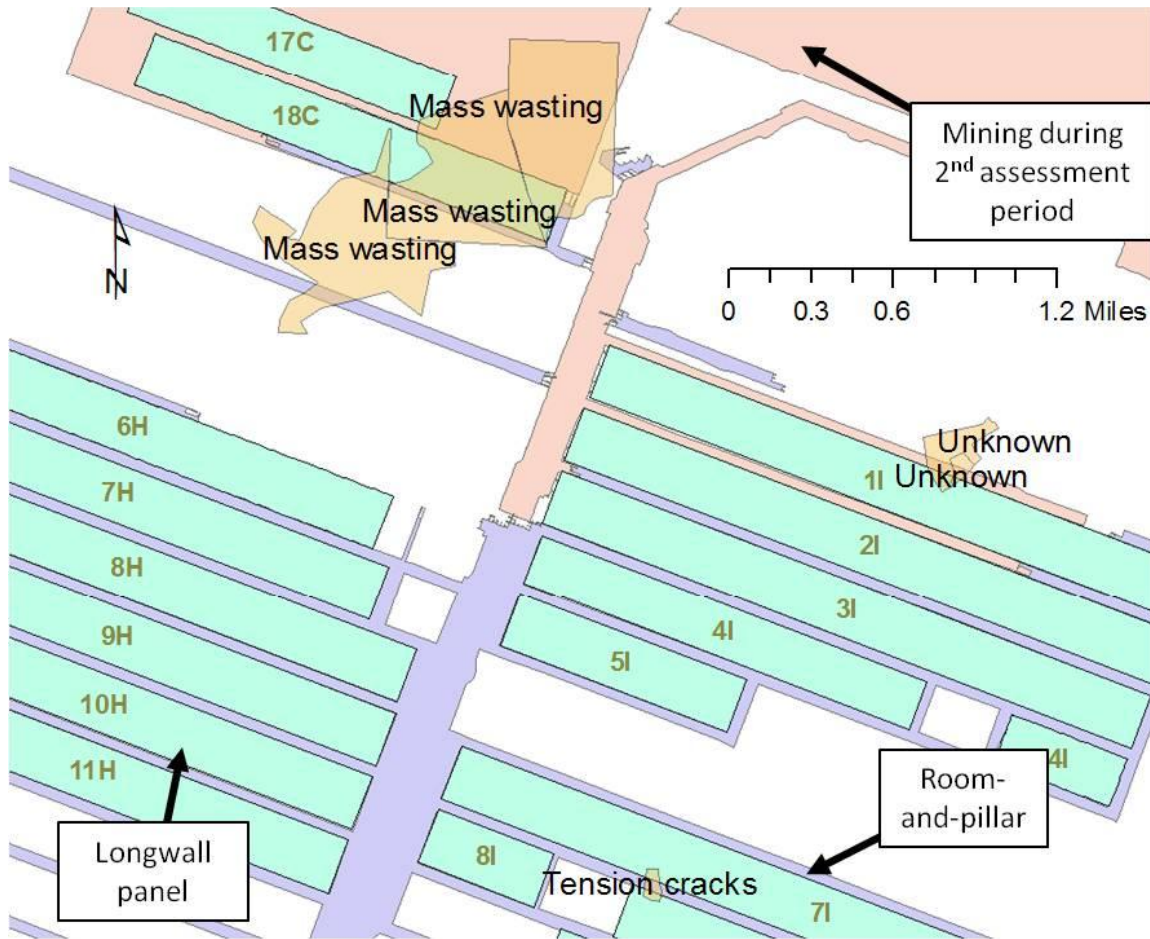 17C
18C
Mass wasting
Mining during
2nd assessment
period
Mass wasting
Mass wasting
N
0 0.3 0.6 1.2 Miles
6H
7H
8H
9H
10H
11H
Unknown
Unknown
1I
2I
3I
4I
5I
4I
Longwall
panel
Room-
and-pillar
8I
Tension cracks
7I